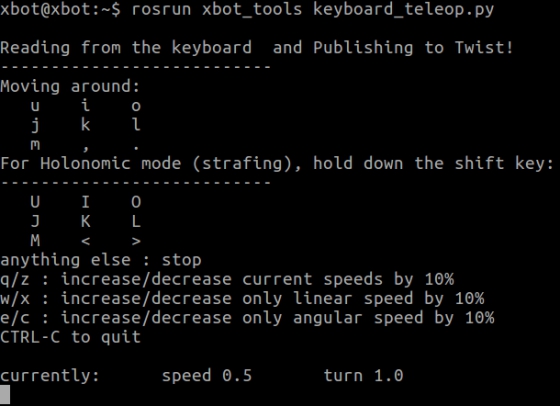 xbot@xbot:~$ rosrun xbot_tools keyboard_teleop.py
Reading from the keyboard  and Publishing to Twist!
---------------------------
Moving around:
   u    i    o
   j    k    l
   m    ,    .
For Holonomic mode (strafing), hold down the shift key:
---------------------------
   U    I    O
   J    K    L
   M    <    >
anything else : stop
q/z : increase/decrease current speeds by 10%
w/x : increase/decrease only linear speed by 10%
e/c : increase/decrease only angular speed by 10%
CTRL-C to quit
currently:      speed 0.5       turn 1.0